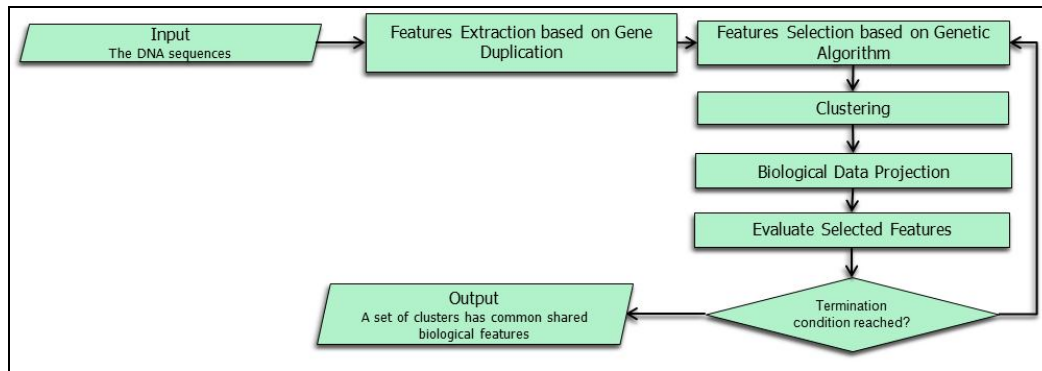 Input
The DNA sequences
Features Extraction based on Gene
Duplication
Features Selection based on Genetic
Algorithm
Clustering
Biological Data Projection
Evaluate Selected Features
Termination
condition reached?
Output
A set of clusters has common shared
biological features